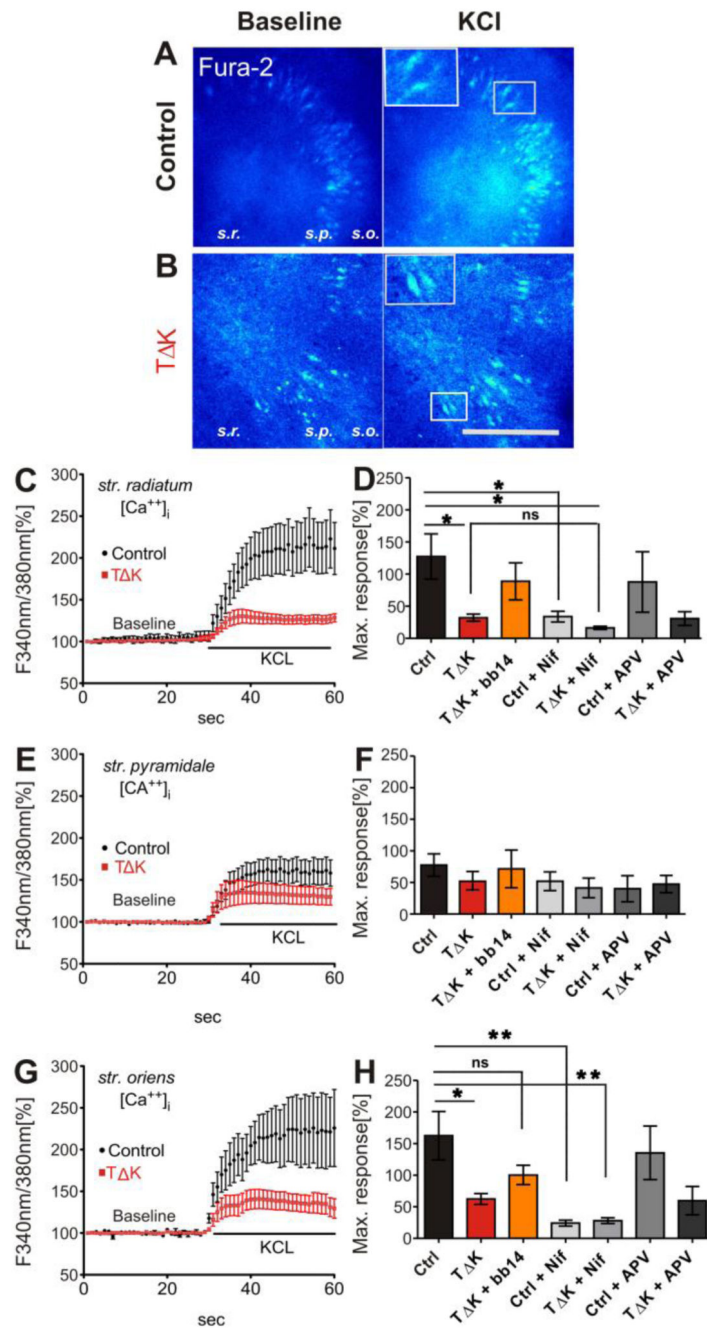 Baseline KCl
A
Fura-2
Control
s.r. s.p. s.o.
B
TΔK
s.r. s.p. s.o.
C
300
250
200
150
100
50
F340nm/380nm[%]
str. radiatum
[Ca++]i
Control
TΔK
Baseline
KCL
0 20 40 60
sec
D
250
200
150
100
50
0
Max. response[%]
*
*
*
ns
Ctrl
TΔK
TΔK + bb14
Ctrl + Nif
TΔK + Nif
Ctrl + APV
TΔK + APV
E
300
250
200
150
100
50
F340nm/380nm[%]
str. pyramidale
[CA++]i
Control
TΔK
Baseline
KCL
0 20 40 60
sec
F
250
200
150
100
50
0
Max. response[%]
Ctrl
TΔK
TΔK + bb14
Ctrl + Nif
TΔK + Nif
Ctrl + APV
TΔK + APV
G
300
250
200
150
100
50
F340nm/380nm[%]
str. oriens
[Ca++]i
Control
TΔK
Baseline
KCL
0 20 40 60
sec
H
250
200
150
100
50
0
Max. response[%]
**
ns
**
*
Ctrl
TΔK
TΔK + bb14
Ctrl + Nif
TΔK + Nif
Ctrl + APV
TΔK + APV